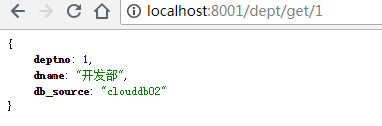 localhost:8001/dept/get/1
{
deptno: 1,
dname: "开发部",
db_source: "clouddb02"
}